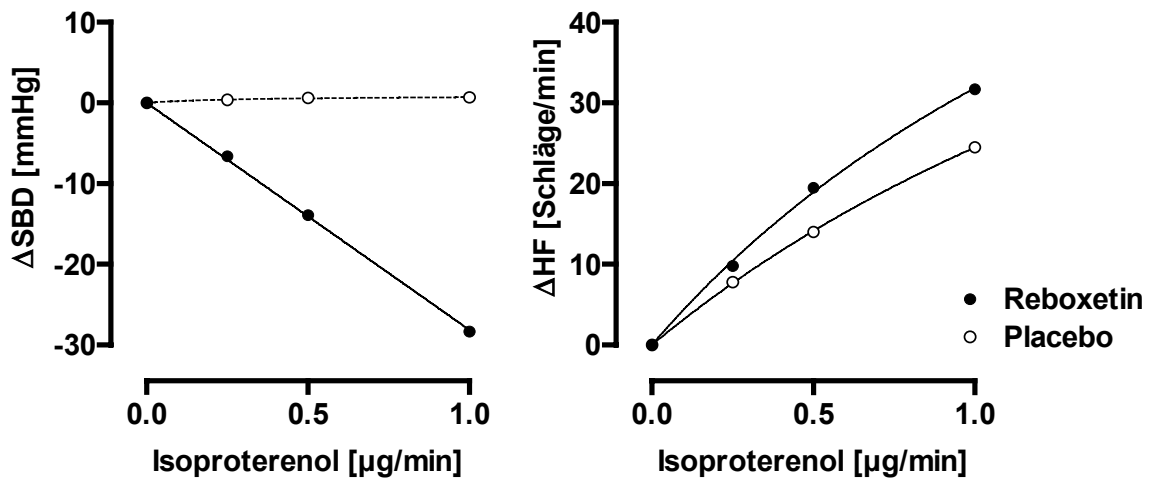 ΔSBD [mmHg]
10
0
-10
-20
-30
0.0
0.5
1.0
Isoproterenol [µg/min]
ΔHF [Schläge/min]
40
30
20
10
0
0.0
0.5
1.0
Isoproterenol [µg/min]
Reboxetin
Placebo